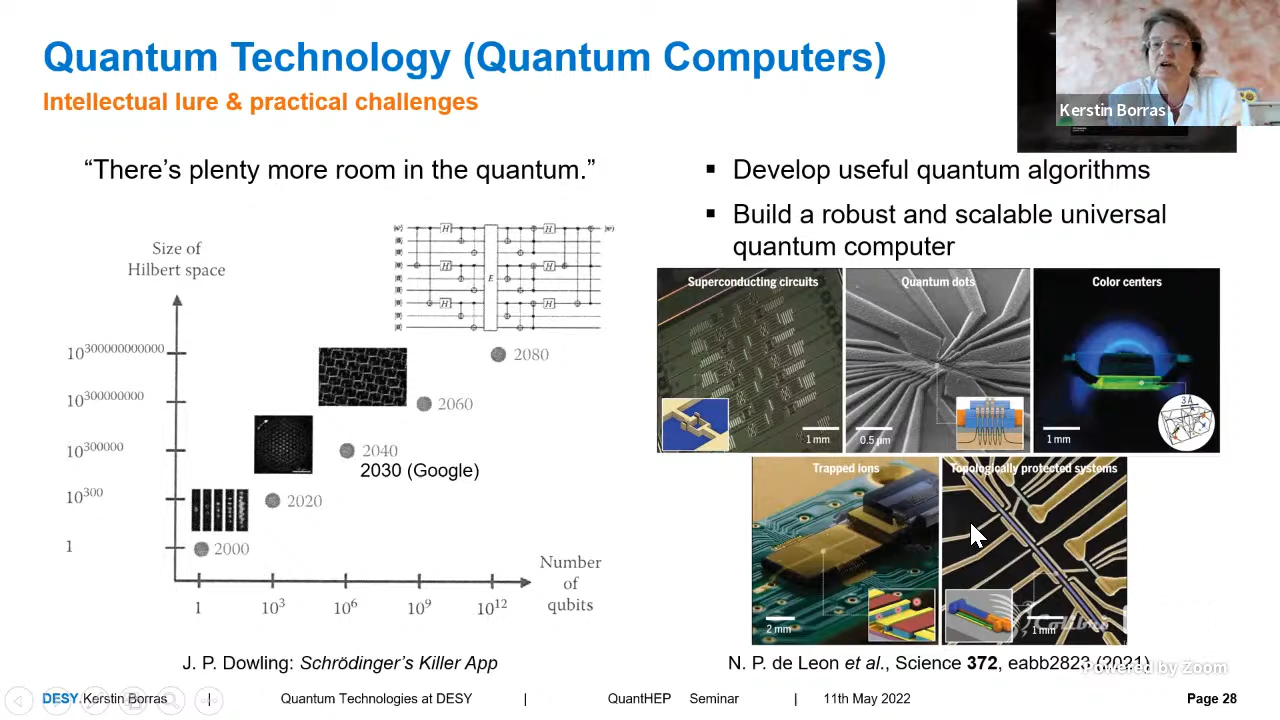 Quantum Technology (Quantum Computers)
Intellectual lure & practical challenges
Kerstin Borras
“There’s plenty more room in the quantum.”
▪ Develop useful quantum algorithms
▪ Build a robust and scalable universal
quantum computer
Size of
Hilbert space
10^300000000000
10^300000000
10^300000
10^300
1
2080
2060
2040
2030 (Google)
2020
2000
H H
H E H
H H
1 10^3 10^6 10^9 10^12
Number
of
qubits
J. P. Dowling: Schrödinger’s Killer App
Superconducting circuits
1 mm
Quantum dots
0.5 µm
Color centers
1 mm
3 Å
Trapped ions
2 mm
Topologically protected systems
1 mm
Colibris
N. P. de Leon et al., Science 372, eabb2823 (2021)
Powered by Zoom
DESY. Kerstin Borras | Quantum Technologies at DESY | QuantHEP Seminar | 11th May 2022 Page 28